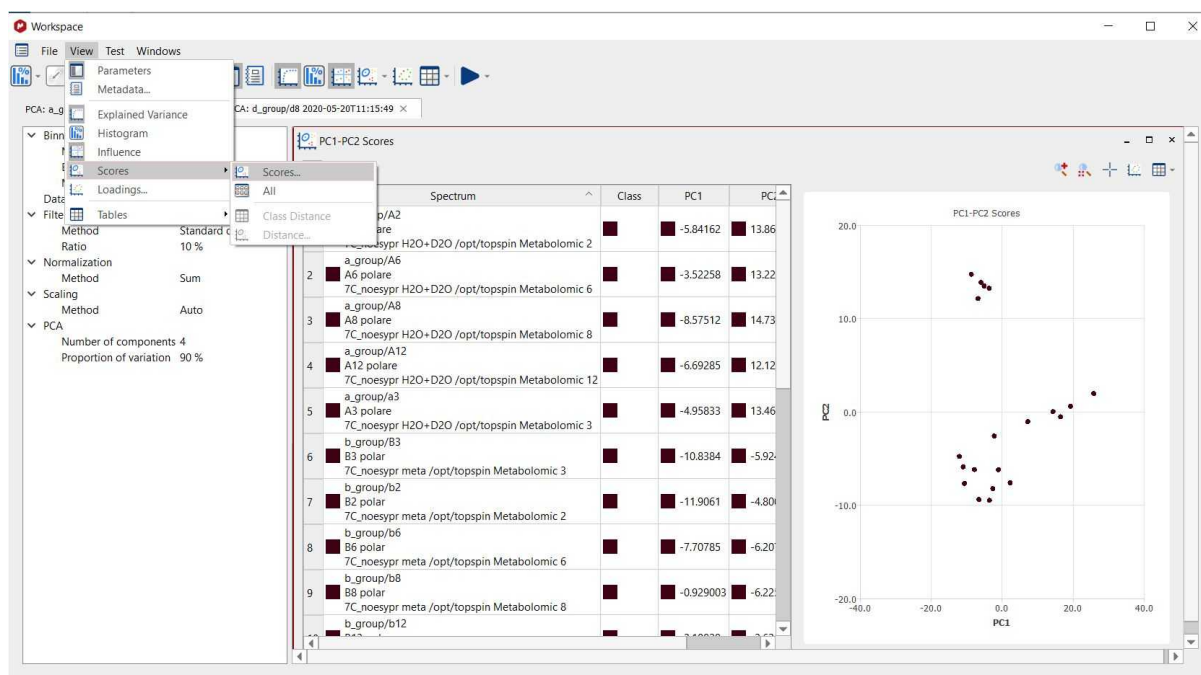 Workspace
File View Test Windows
Parameters
Metadata...
Explained Variance
Histogram
Influence
Scores
Loadings...
Tables
Scores...
All
Class Distance
Distance...
PCA: a_g
CA: d_group/d8 2020-05-20T11:15:49
Binn
Data
Filte
Method Standard d
Ratio 10 %
Normalization
Method Sum
Scaling
Method Auto
PCA
Number of components 4
Proportion of variation 90 %
PC1-PC2 Scores
Spectrum Class PC1 PC2
p/A2
are -5.84162 13.86
7C_noesypr H2O+D2O /opt/topspin Metabolomic 2
a_group/A6
2 A6 polare -3.52258 13.22
7C_noesypr H2O+D2O /opt/topspin Metabolomic 6
a_group/A8
3 A8 polare -8.57512 14.73
7C_noesypr H2O+D2O /opt/topspin Metabolomic 8
a_group/A12
4 A12 polare -6.69285 12.12
7C_noesypr H2O+D2O /opt/topspin Metabolomic 12
a_group/a3
5 A3 polare -4.95833 13.46
7C_noesypr H2O+D2O /opt/topspin Metabolomic 3
b_group/B3
6 B3 polar -10.8384 -5.92
7C_noesypr meta /opt/topspin Metabolomic 3
b_group/b2
7 B2 polar -11.9061 -4.80
7C_noesypr meta /opt/topspin Metabolomic 2
b_group/b6
8 B6 polar -7.70785 -6.20
7C_noesypr meta /opt/topspin Metabolomic 6
b_group/b8
9 B8 polar -0.929003 -6.22
7C_noesypr meta /opt/topspin Metabolomic 8
b_group/b12
PC1-PC2 Scores
20.0
10.0
PC2
0.0
-10.0
-20.0
-40.0 -20.0 0.0 20.0 40.0
PC1